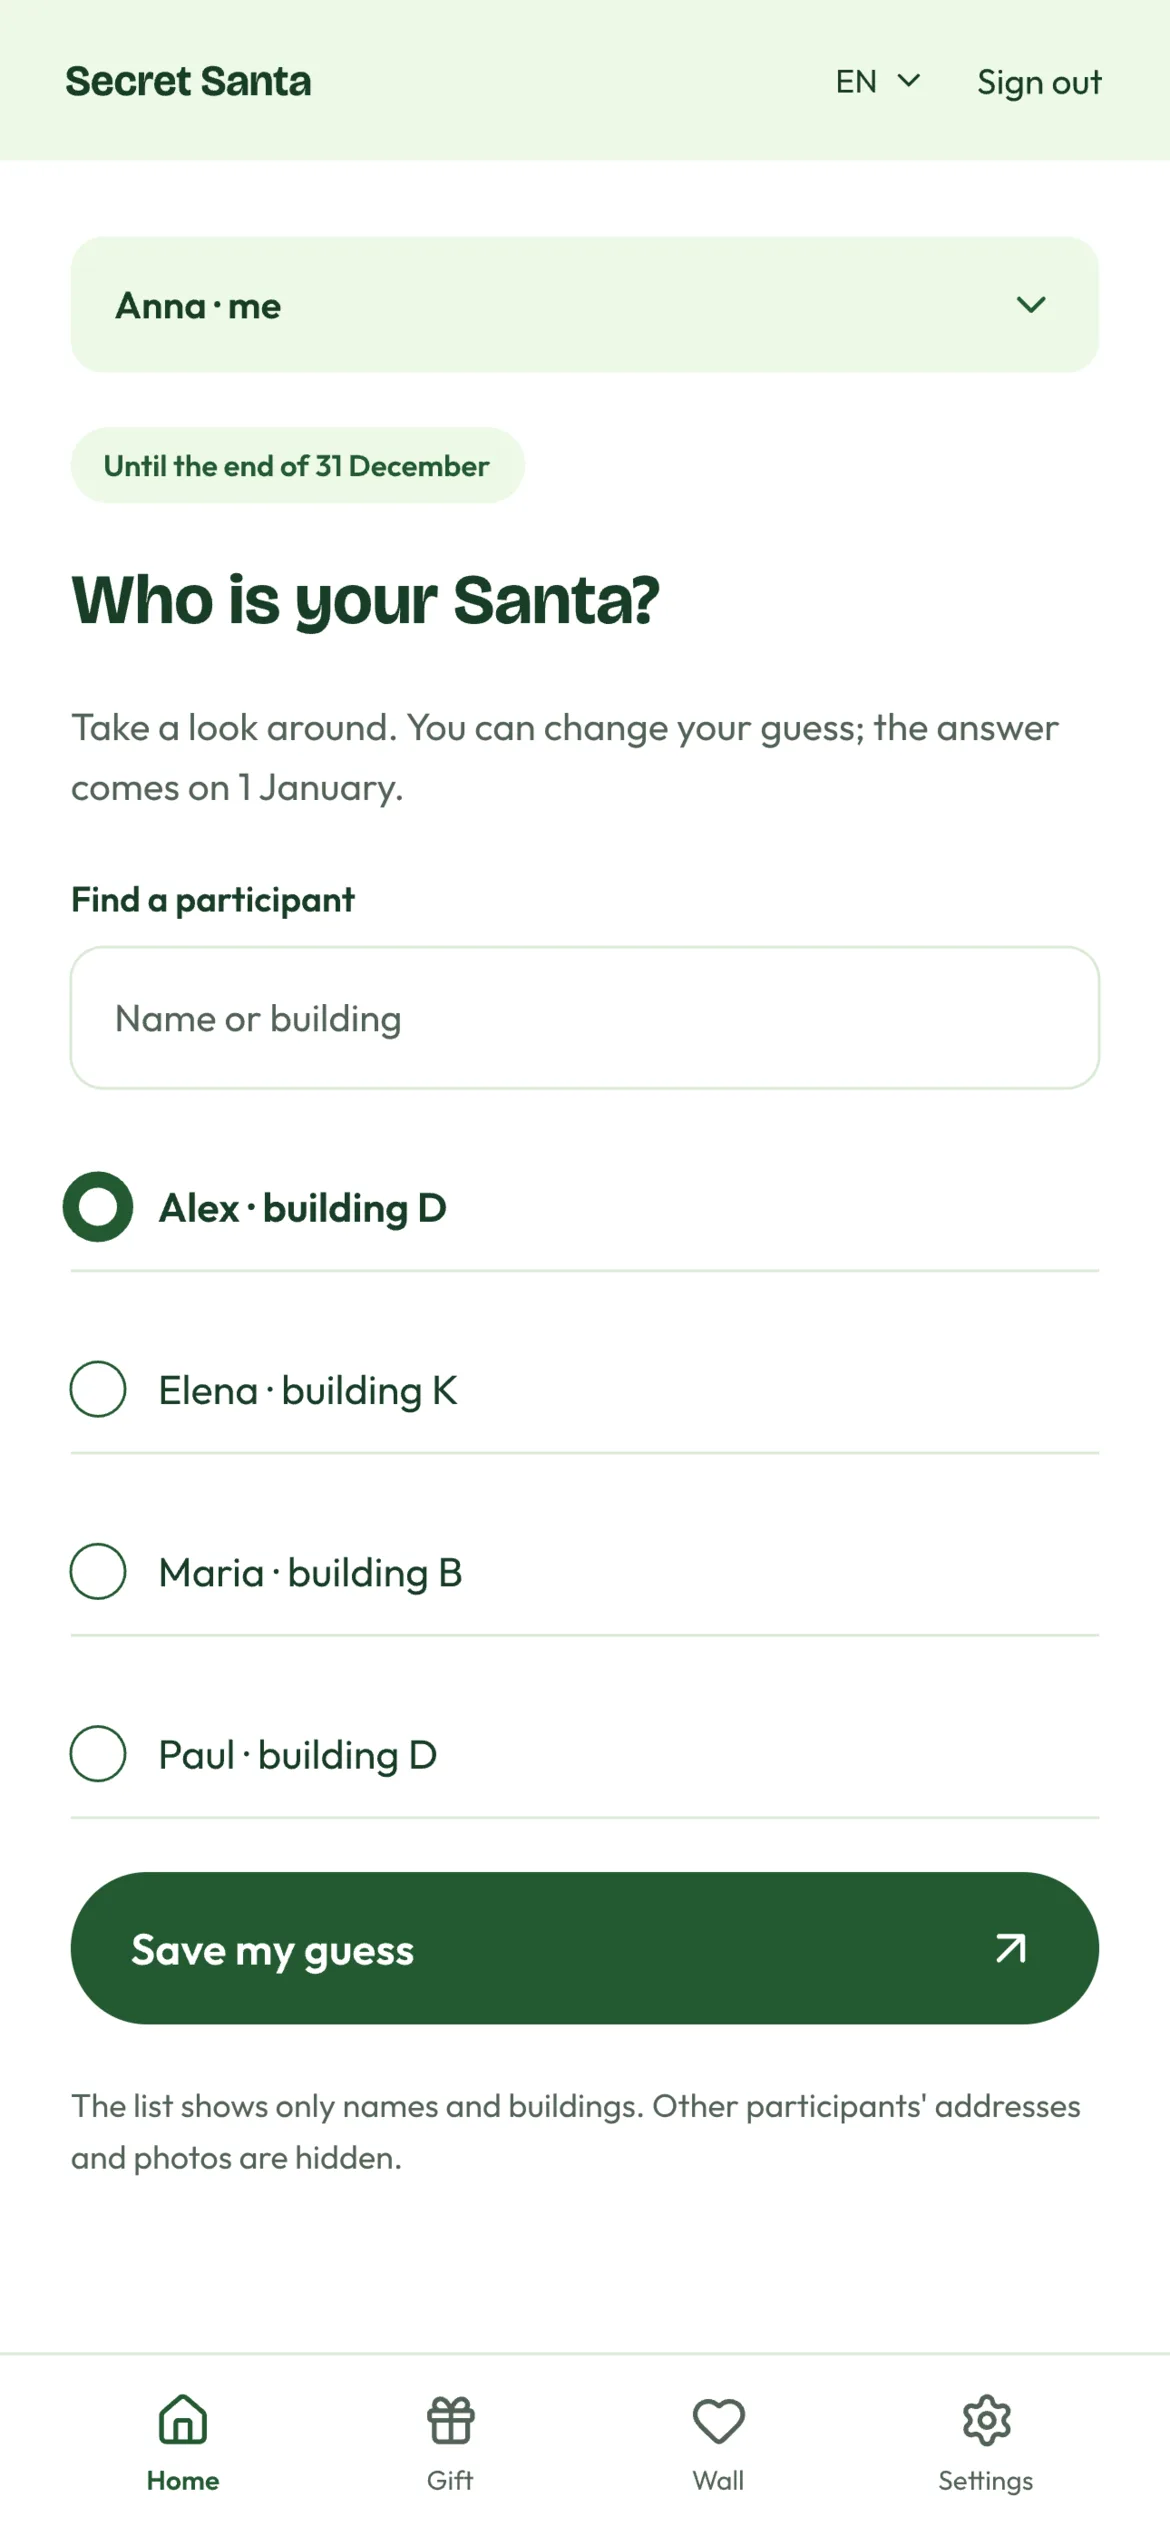 Secret Santa
EN
Sign out
Anna · me
Until the end of 31 December
Who is your Santa?
Take a look around. You can change your guess; the answer
comes on 1 January.
Find a participant
Name or building
Alex · building D
Elena · building K
Maria · building B
Paul · building D
Save my guess
The list shows only names and buildings. Other participants' addresses
and photos are hidden.
Home
Gift
Wall
Settings